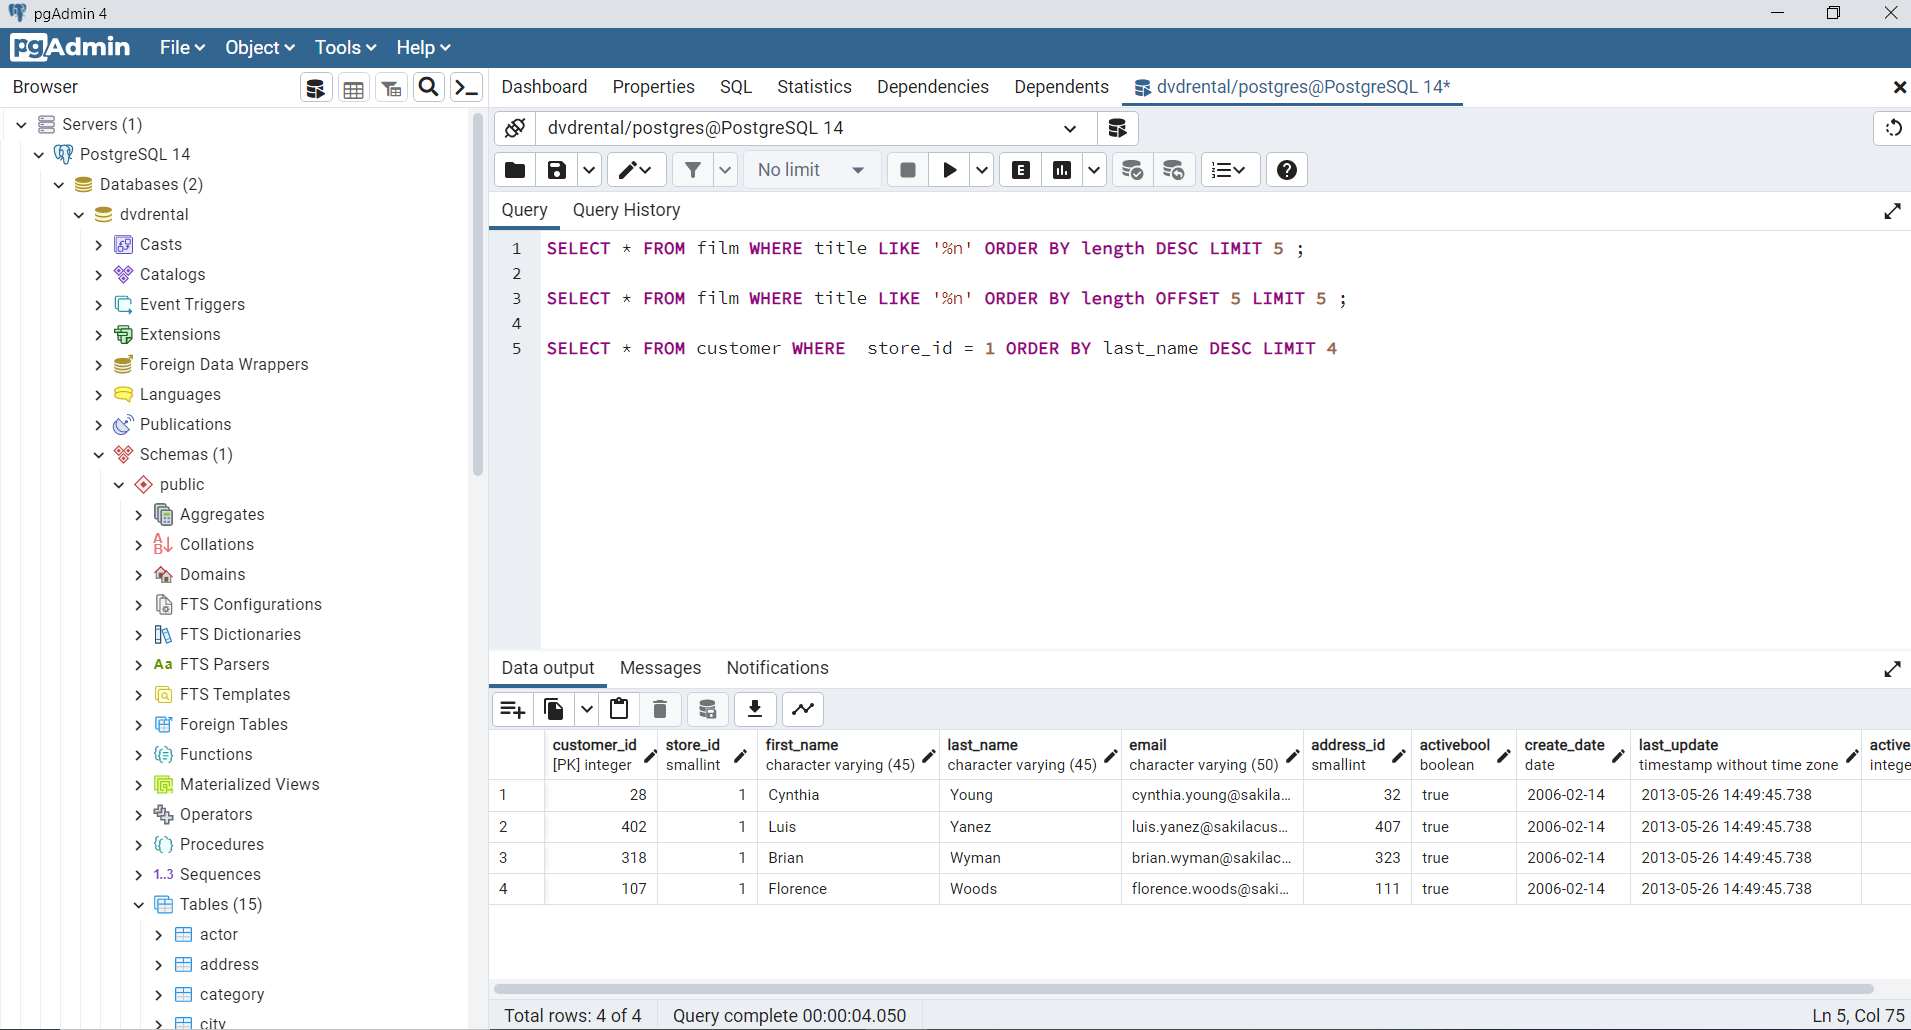 pgAdmin 4
pgAdmin File Object Tools Help
Browser
Servers (1)
PostgreSQL 14
Databases (2)
dvdrental
Casts
Catalogs
Event Triggers
Extensions
Foreign Data Wrappers
Languages
Publications
Schemas (1)
public
Aggregates
Collations
Domains
FTS Configurations
FTS Dictionaries
Aa FTS Parsers
FTS Templates
Foreign Tables
Functions
Materialized Views
Operators
Procedures
1..3 Sequences
Tables (15)
actor
address
category
city
Dashboard Properties SQL Statistics Dependencies Dependents dvdrental/postgres@PostgreSQL 14*
dvdrental/postgres@PostgreSQL 14
No limit E
Query Query History
1 SELECT * FROM film WHERE title LIKE '%n' ORDER BY length DESC LIMIT 5 ;
2
3 SELECT * FROM film WHERE title LIKE '%n' ORDER BY length OFFSET 5 LIMIT 5 ;
4
5 SELECT * FROM customer WHERE  store_id = 1 ORDER BY last_name DESC LIMIT 4
Data output Messages Notifications
customer_id store_id first_name last_name email address_id activebool create_date last_update active
[PK] integer smallint character varying (45) character varying (45) character varying (50) smallint boolean date timestamp without time zone intege
1 28 1 Cynthia Young cynthia.young@sakila... 32 true 2006-02-14 2013-05-26 14:49:45.738
2 402 1 Luis Yanez luis.yanez@sakilacus... 407 true 2006-02-14 2013-05-26 14:49:45.738
3 318 1 Brian Wyman brian.wyman@sakilac... 323 true 2006-02-14 2013-05-26 14:49:45.738
4 107 1 Florence Woods florence.woods@saki... 111 true 2006-02-14 2013-05-26 14:49:45.738
Total rows: 4 of 4 Query complete 00:00:04.050 Ln 5, Col 75